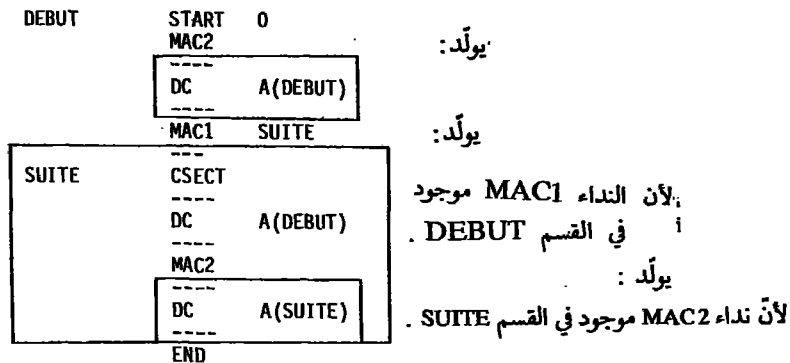 DEBUT START 0
MAC2 يولّد:
----
DC A(DEBUT)
----
MAC1 SUITE يولّد:
---
SUITE CSECT
----
لأن النداء MAC1 موجود
DC A(DEBUT) في القسم DEBUT .
----
MAC2 يولّد :
----
DC A(SUITE) لأنّ نداء MAC2 موجود في القسم SUITE .
----
END